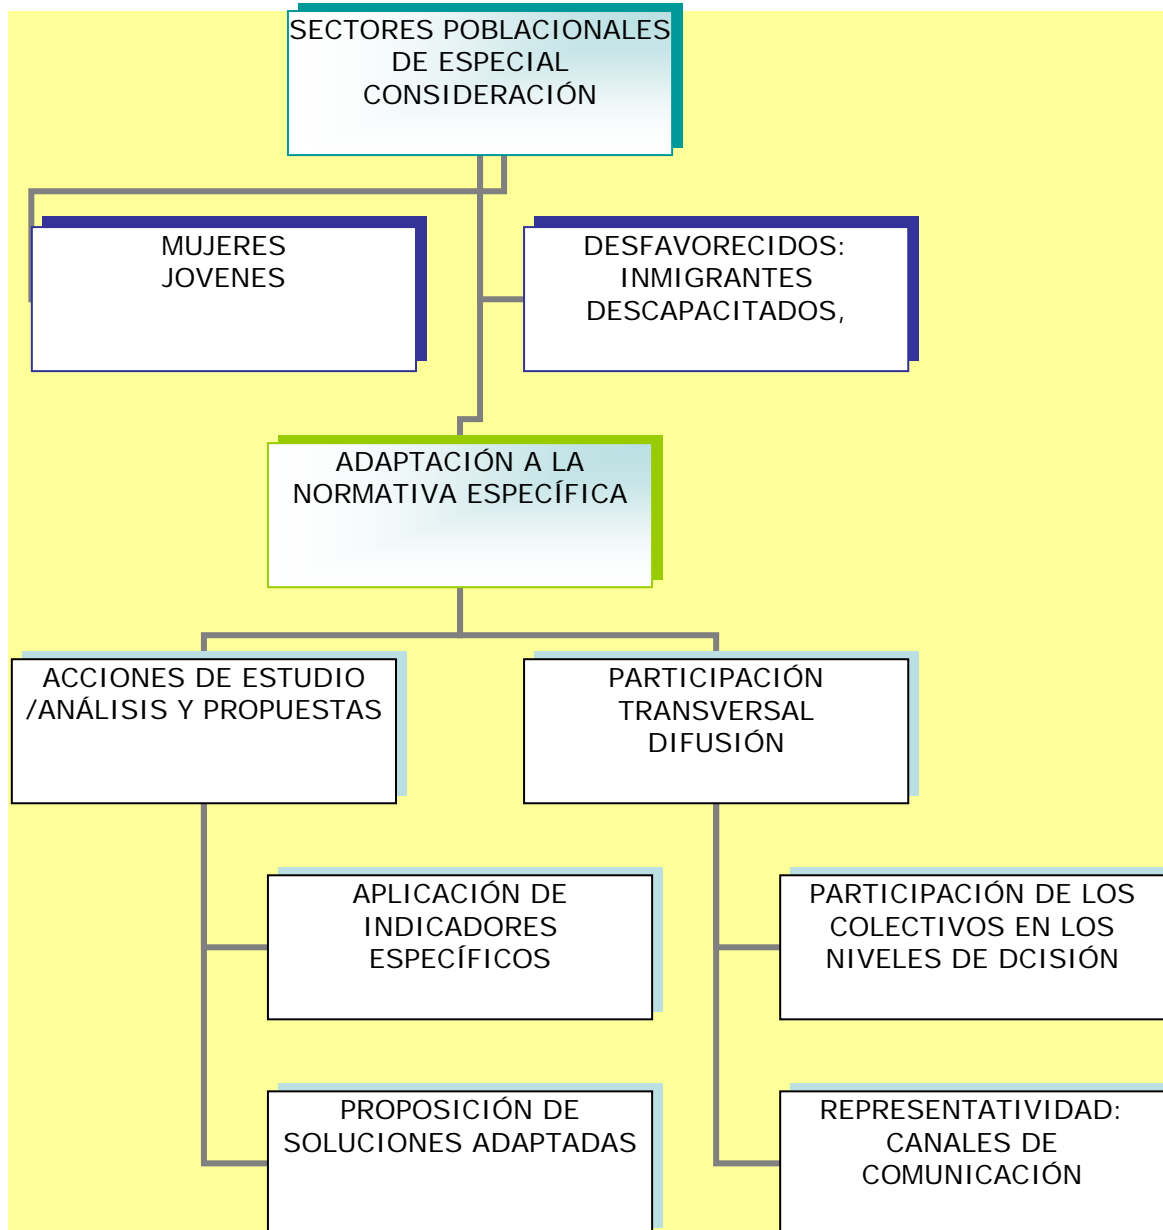 SECTORES POBLACIONALES
DE ESPECIAL
CONSIDERACIÓN
MUJERES
JOVENES
DESFAVORECIDOS:
INMIGRANTES
DESCAPACITADOS,
ADAPTACIÓN A LA
NORMATIVA ESPECÍFICA
ACCIONES DE ESTUDIO
/ANÁLISIS Y PROPUESTAS
PARTICIPACIÓN
TRANSVERSAL
DIFUSIÓN
APLICACIÓN DE
INDICADORES
ESPECÍFICOS
PARTICIPACIÓN DE LOS
COLECTIVOS EN LOS
NIVELES DE DCISIÓN
PROPOSICIÓN DE
SOLUCIONES ADAPTADAS
REPRESENTATIVIDAD:
CANALES DE
COMUNICACIÓN